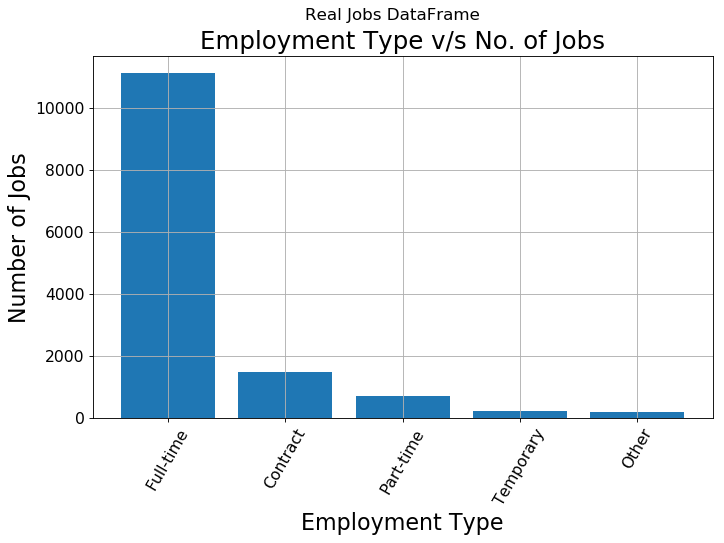 Real Jobs DataFrame
Employment Type v/s No. of Jobs
Number of Jobs
10000
8000
6000
4000
2000
0
Full-time
Contract
Part-time
Temporary
Other
Employment Type